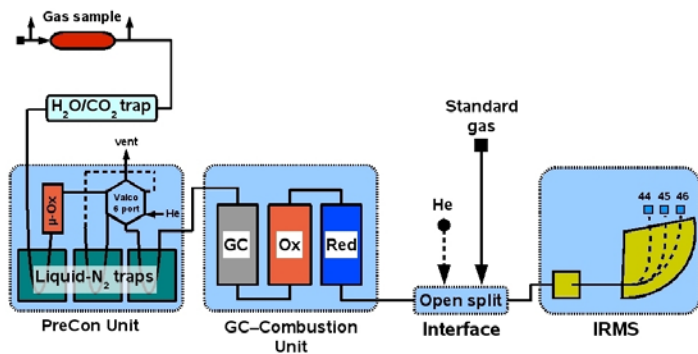 Gas sample
H₂O/CO₂ trap
vent
Valco
6 port
He
μ-Ox
Liquid-N₂ traps
PreCon Unit
GC
Ox
Red
GC–Combustion
Unit
Standard
gas
He
Open split
Interface
44 45 46
IRMS